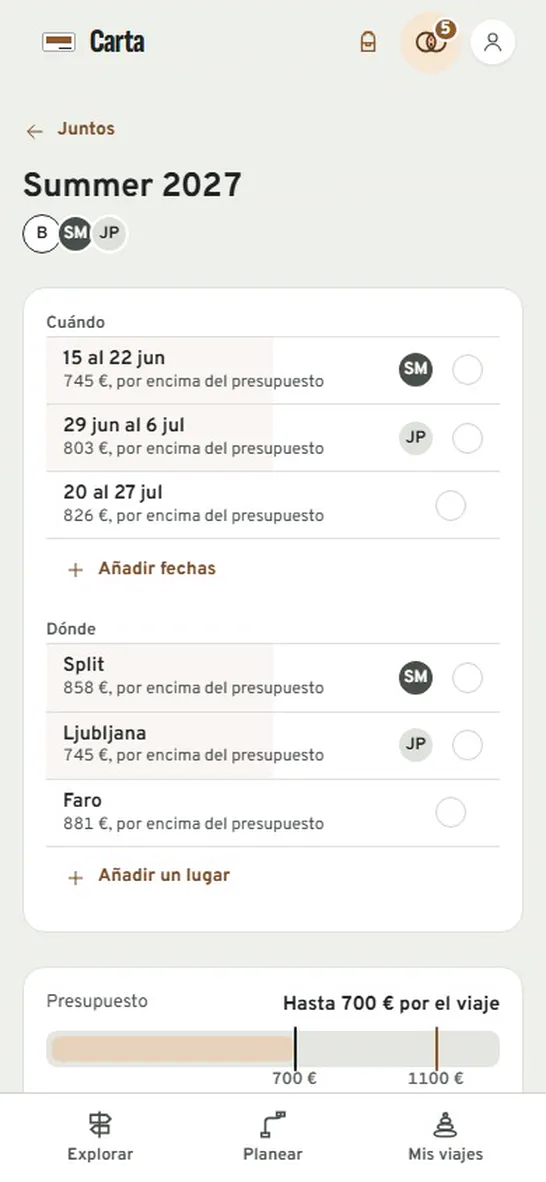 Carta
5
Juntos
Summer 2027
B SM JP
Cuándo
15 al 22 jun
745 €, por encima del presupuesto
SM
29 jun al 6 jul
803 €, por encima del presupuesto
JP
20 al 27 jul
826 €, por encima del presupuesto
+ Añadir fechas
Dónde
Split
858 €, por encima del presupuesto
SM
Ljubljana
745 €, por encima del presupuesto
JP
Faro
881 €, por encima del presupuesto
+ Añadir un lugar
Presupuesto
Hasta 700 € por el viaje
700 € 1100 €
Explorar Planear Mis viajes